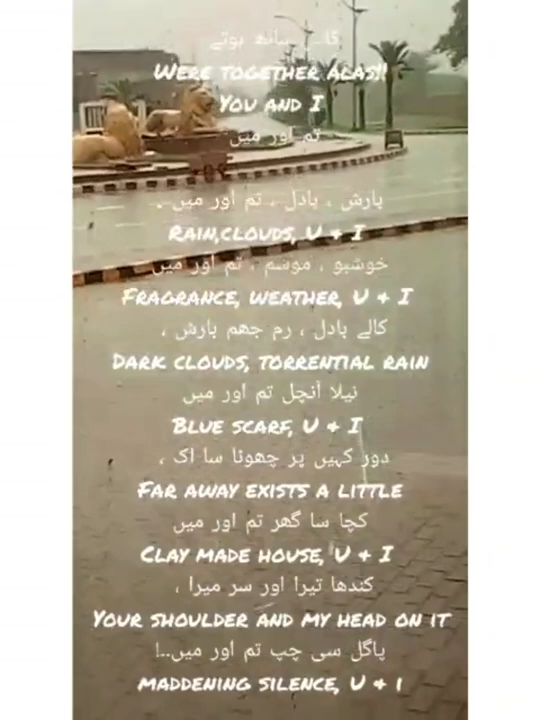 کاش ساتھ ہوتے
WERE TOGETHER ALAS!!
YOU AND I
تم اور میں
بارش ، بادل ، تم اور میں ۔
RAIN,CLOUDS, U & I
خوشبو ، موسم ، تم اور میں
FRAGRANCE, WEATHER, U & I
کالے بادل ، رم جھم بارش ،
DARK CLOUDS, TORRENTIAL RAIN
نیلا آنچل تم اور میں
BLUE SCARF, U & I
دور کہیں پر چھوٹا سا اک ،
FAR AWAY EXISTS A LITTLE
کچا سا گھر تم اور میں
CLAY MADE HOUSE, U & I
کندھا تیرا اور سر میرا ،
YOUR SHOULDER AND MY HEAD ON IT
پاگل سی چپ تم اور میں..!
MADDENING SILENCE, U & I